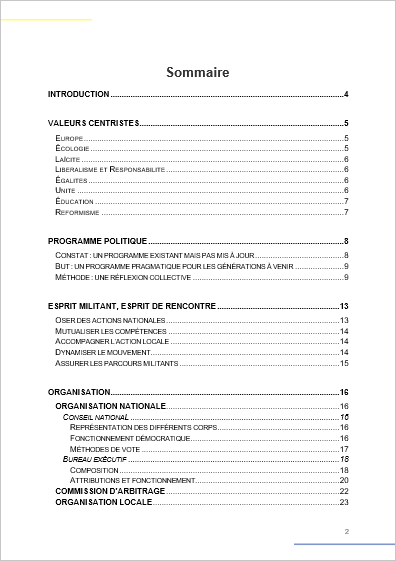 Sommaire
INTRODUCTION 4
VALEURS CENTRISTES 5
EUROPE 5
ÉCOLOGIE 5
LAÏCITE 6
LIBERALISME ET RESPONSABILITE 6
ÉGALITES 6
UNITE 6
ÉDUCATION 7
REFORMISME 7
PROGRAMME POLITIQUE 8
CONSTAT : UN PROGRAMME EXISTANT MAIS PAS MIS À JOUR 8
BUT : UN PROGRAMME PRAGMATIQUE POUR LES GÉNÉRATIONS À VENIR 9
MÉTHODE : UNE RÉFLEXION COLLECTIVE 9
ESPRIT MILITANT, ESPRIT DE RENCONTRE 13
OSER DES ACTIONS NATIONALES 13
MUTUALISER LES COMPÉTENCES 14
ACCOMPAGNER L'ACTION LOCALE 14
DYNAMISER LE MOUVEMENT 14
ASSURER LES PARCOURS MILITANTS 15
ORGANISATION 16
ORGANISATION NATIONALE 16
CONSEIL NATIONAL 16
REPRÉSENTATION DES DIFFÉRENTS CORPS 16
FONCTIONNEMENT DÉMOCRATIQUE 16
MÉTHODES DE VOTE 17
BUREAU EXÉCUTIF 18
COMPOSITION 18
ATTRIBUTIONS ET FONCTIONNEMENT 20
COMMISSION D'ARBITRAGE 22
ORGANISATION LOCALE 23
2